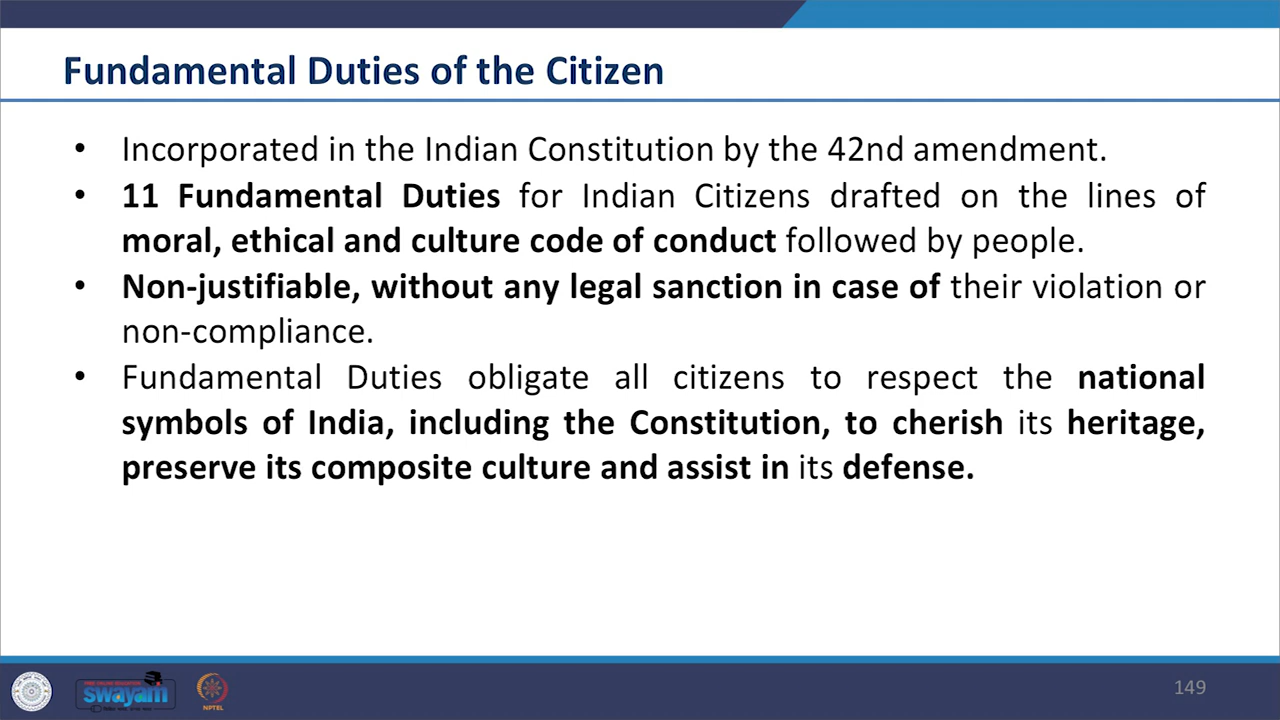 Fundamental Duties of the Citizen
• Incorporated in the Indian Constitution by the 42nd amendment.
• 11 Fundamental Duties for Indian Citizens drafted on the lines of
moral, ethical and culture code of conduct followed by people.
• Non-justifiable, without any legal sanction in case of their violation or
non-compliance.
• Fundamental Duties obligate all citizens to respect the national
symbols of India, including the Constitution, to cherish its heritage,
preserve its composite culture and assist in its defense.
swayam
NPTEL
149